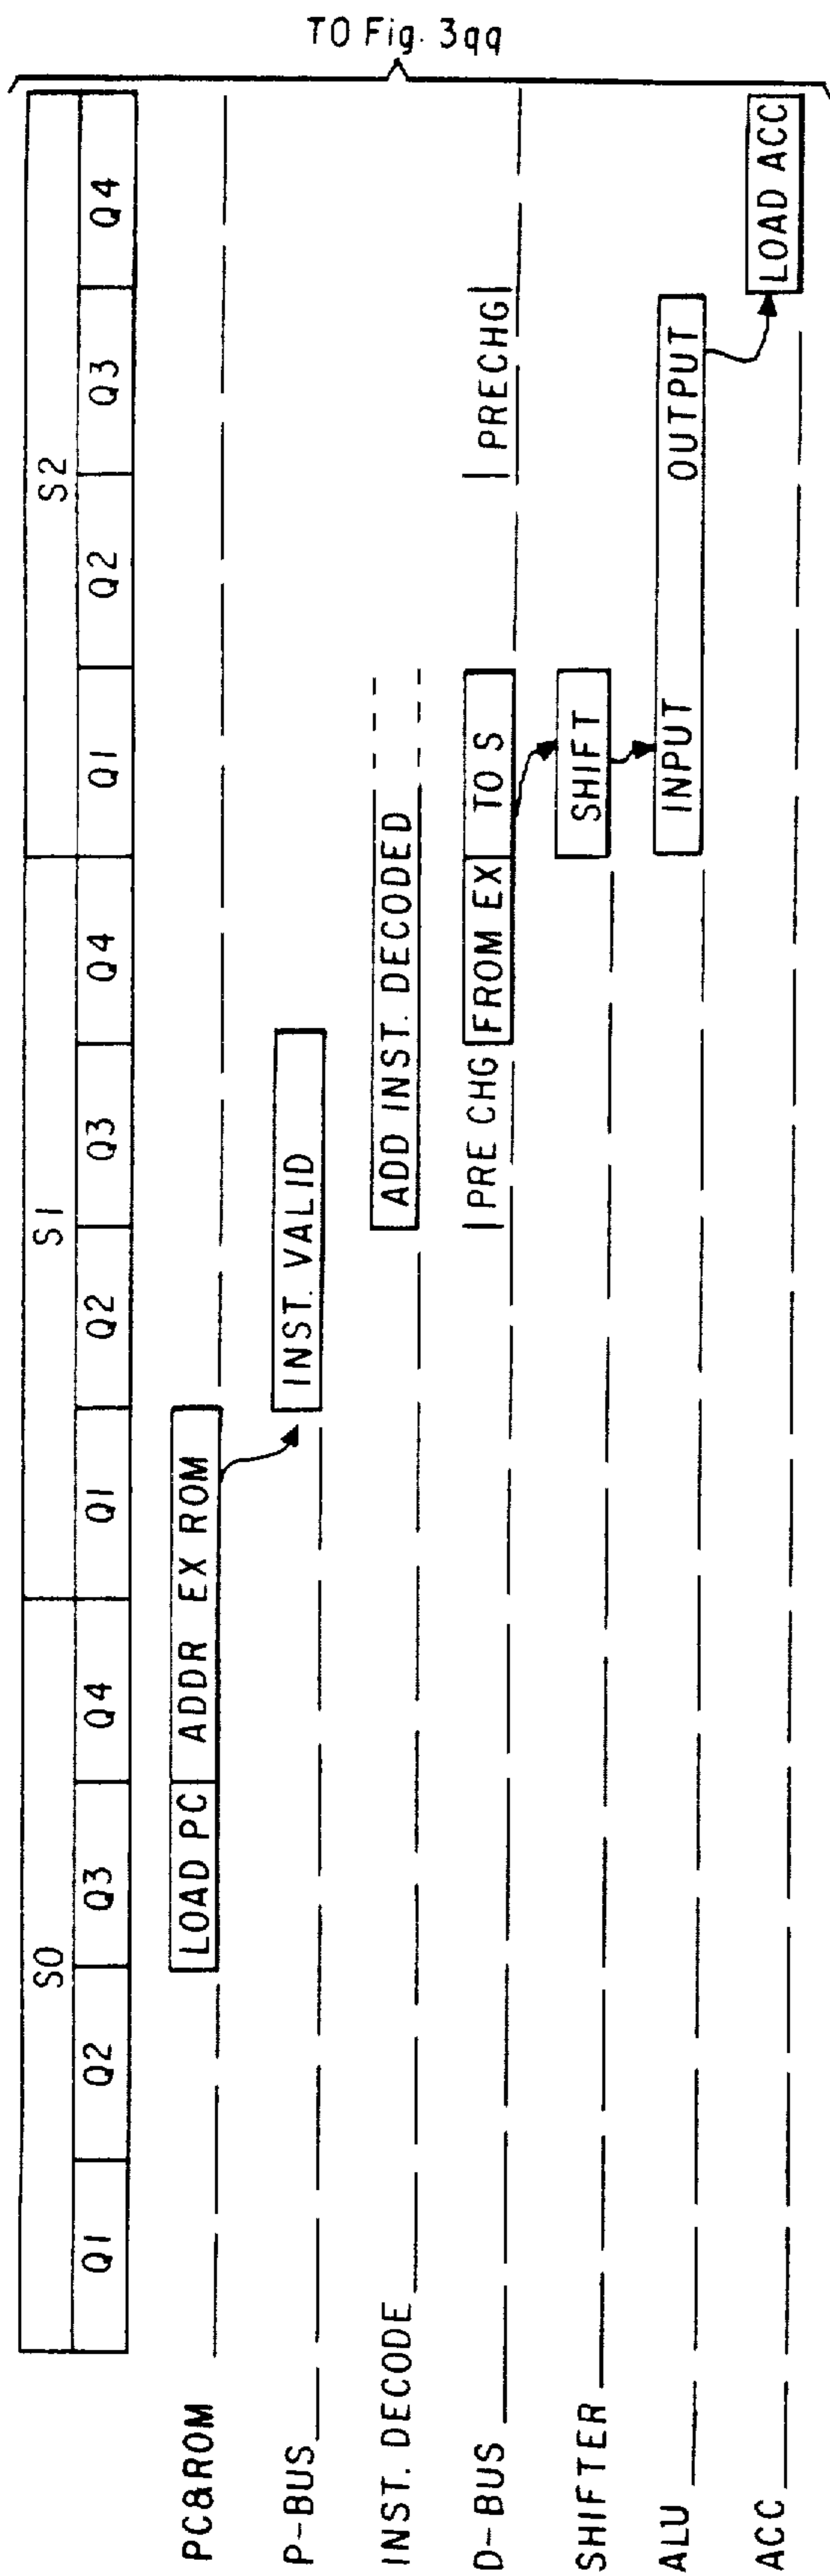 TO Fig. 3qq
S0 S1 S2
Q1 Q2 Q3 Q4 Q1 Q2 Q3 Q4 Q1 Q2 Q3 Q4
PC&ROM LOAD PC ADDR EX ROM
P-BUS INST. VALID
INST. DECODE ADD INST. DECODED
D-BUS PRE CHG FROM EX TO S PRECHG
SHIFTER SHIFT
ALU INPUT OUTPUT
ACC LOAD ACC